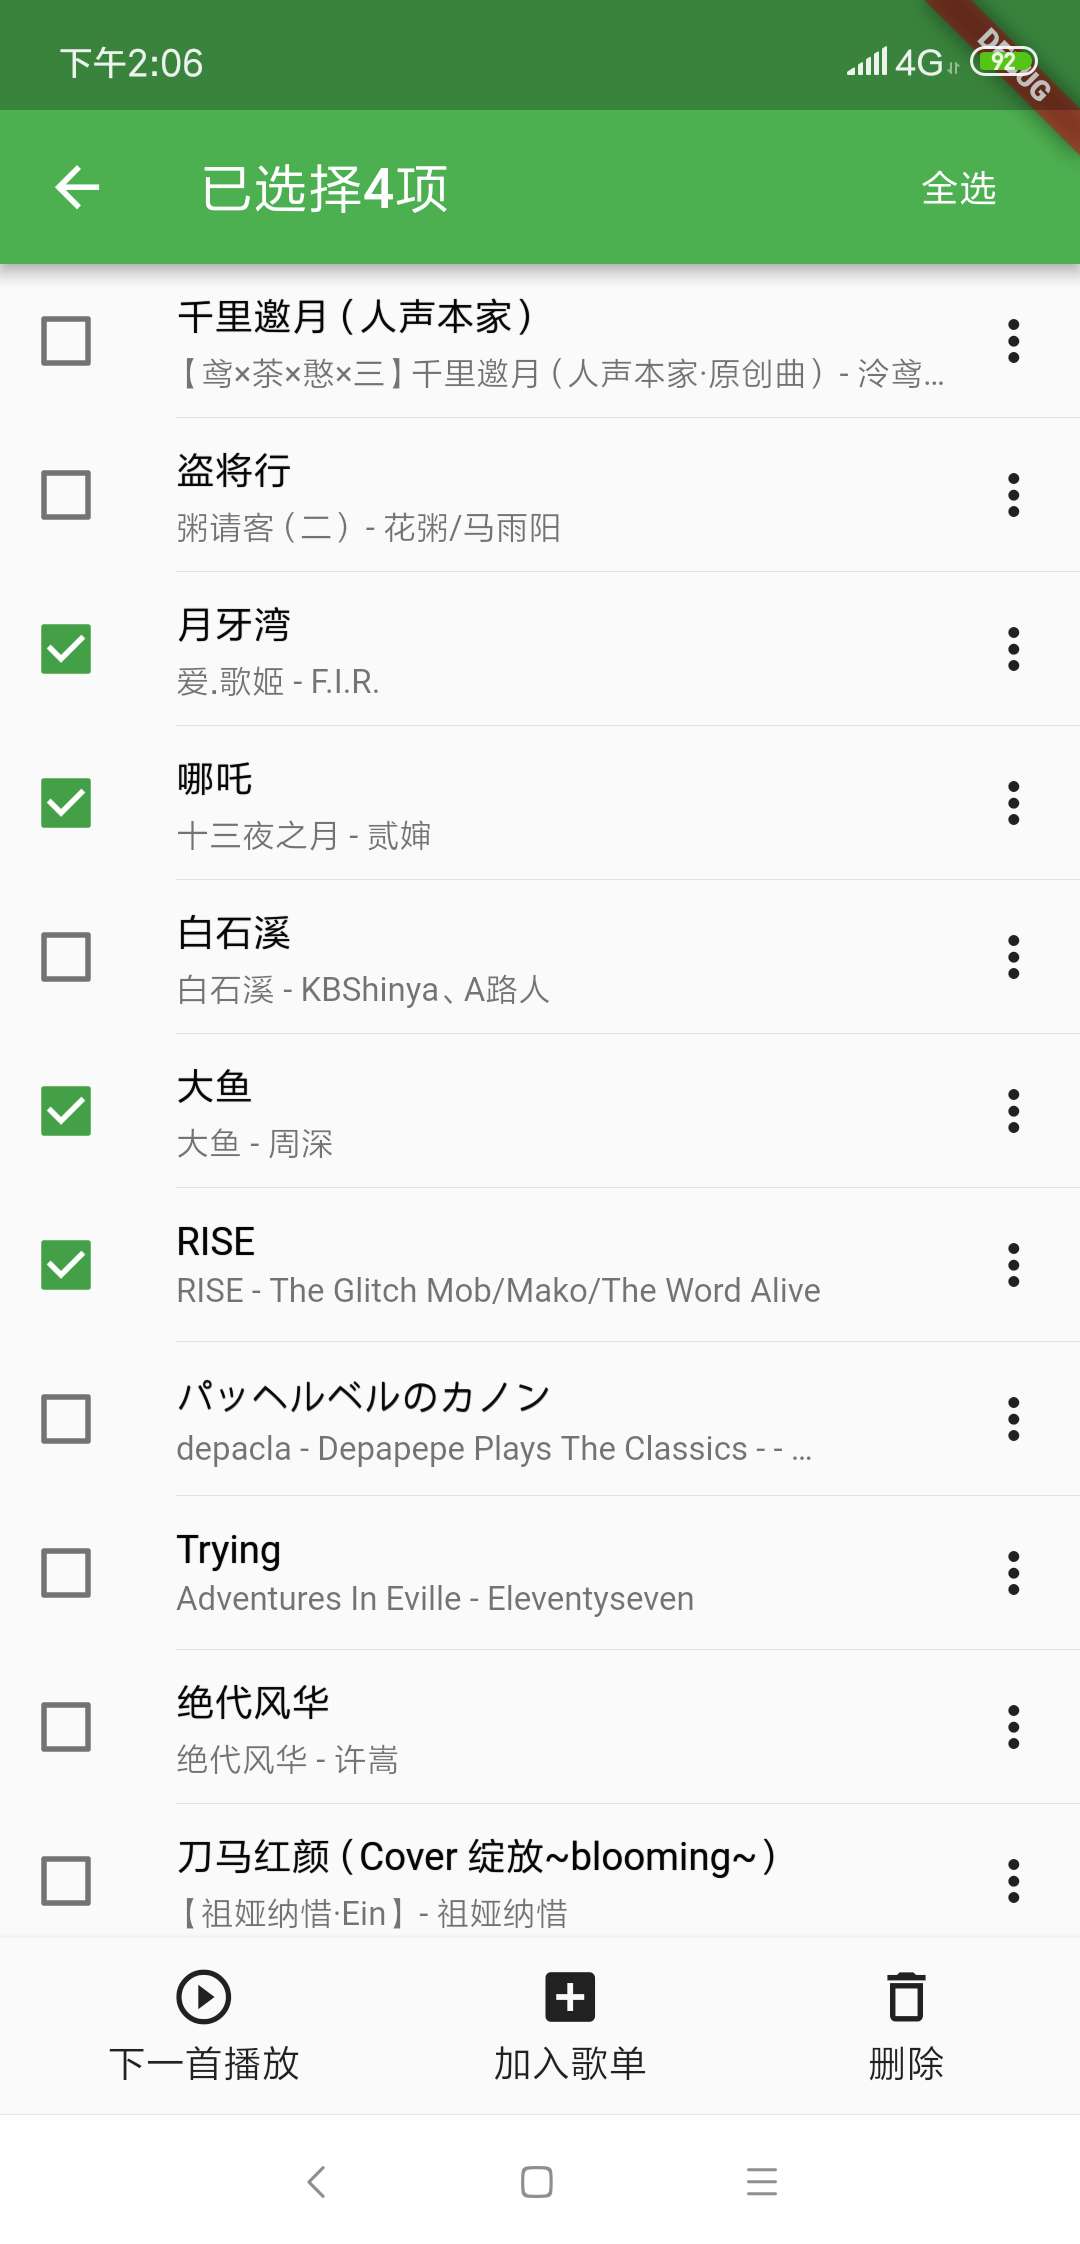 下午2:06
4G
92
DEBUG
已选择4项
全选
千里邀月（人声本家）
【鸢×茶×憨×三】千里邀月（人声本家·原创曲）- 泠鸢...
盗将行
粥请客（二）- 花粥/马雨阳
月牙湾
爱.歌姬 - F.I.R.
哪吒
十三夜之月 - 贰婶
白石溪
白石溪 - KBShinya、A路人
大鱼
大鱼 - 周深
RISE
RISE - The Glitch Mob/Mako/The Word Alive
パッヘルベルのカノン
depacla - Depapepe Plays The Classics - - ...
Trying
Adventures In Eville - Eleventyseven
绝代风华
绝代风华 - 许嵩
刀马红颜（Cover 绽放~blooming~）
【祖娅纳惜·Ein】- 祖娅纳惜
下一首播放
加入歌单
删除